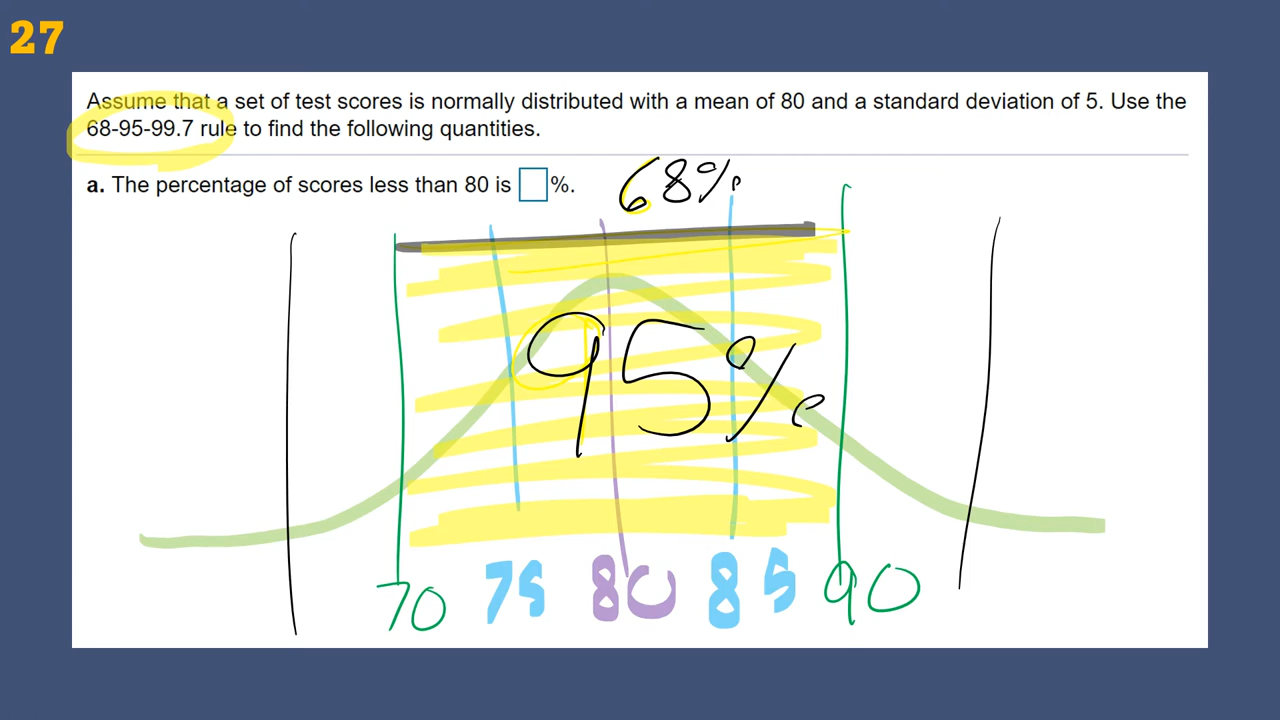 27
Assume that a set of test scores is normally distributed with a mean of 80 and a standard deviation of 5. Use the
68-95-99.7 rule to find the following quantities.
a. The percentage of scores less than 80 is %.
68%
95%
70 75 80 85 90